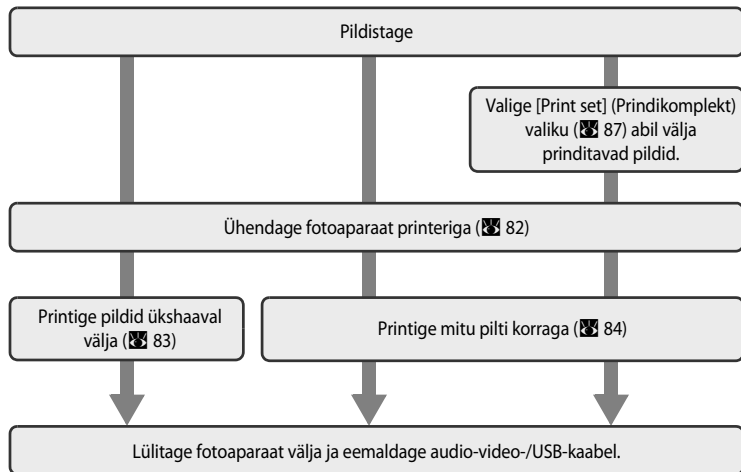 Pildistage
Valige [Print set] (Prindikomplekt)
valiku (87) abil välja
prinditavad pildid.
Ühendage fotoaparaat printeriga (82)
Printige pildid ükshaaval
välja (83)
Printige mitu pilti korraga (84)
Lülitage fotoaparaat välja ja eemaldage audio-video-/USB-kaabel.